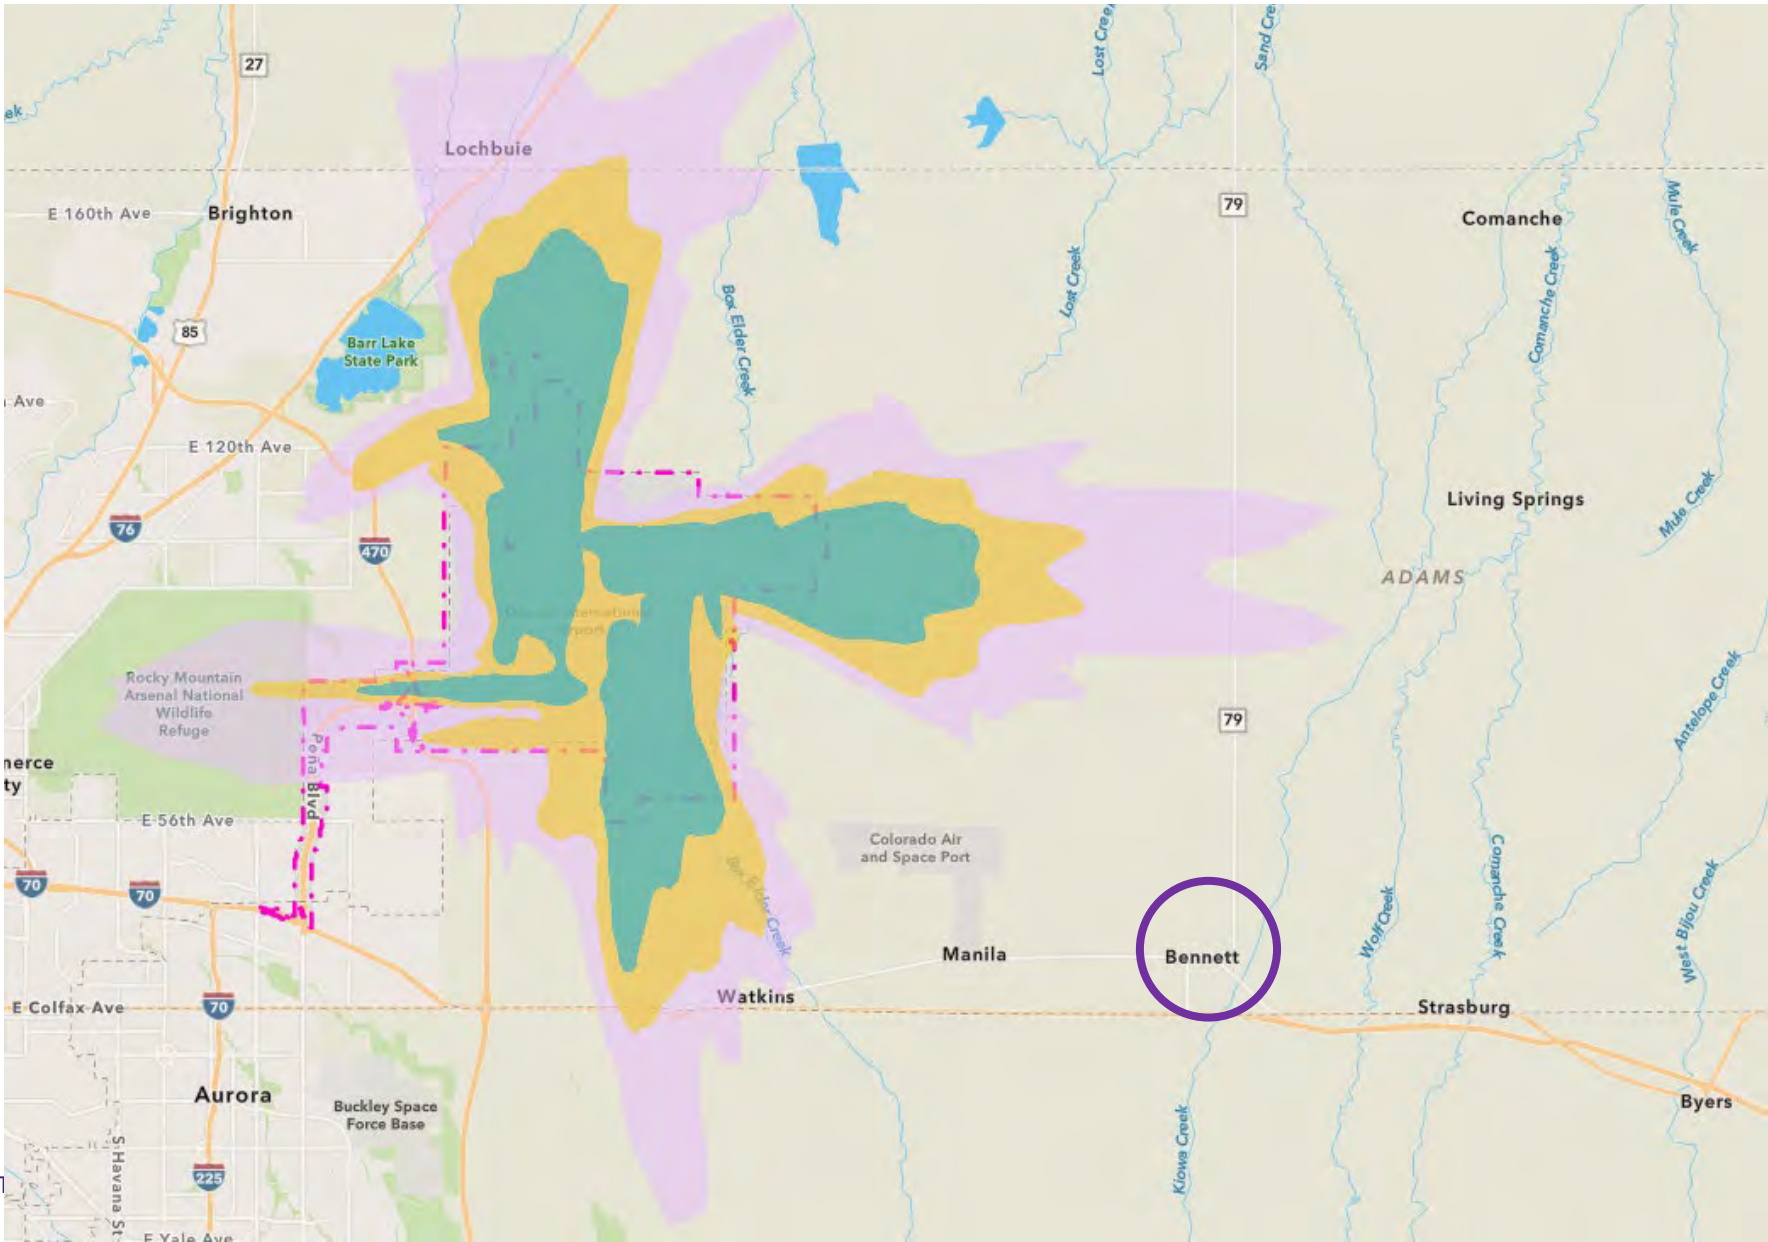 Lost Creek
Sand Cre
27
eek
Lochbuie
E 160th Ave
Brighton
79
Comanche
Mule Creek
Lost Creek
Box Elder Creek
Comanche Creek
85
Barr Lake
State Park
Ave
E 120th Ave
Mule Creek
Living Springs
76
470
ADAMS
International
Airport
Rocky Mountain
Arsenal National
Wildlife
Refuge
Antelope Creek
79
Peña Blvd
merce
ty
E 56th Ave
Colorado Air
and Space Port
70
70
Box Elder Creek
Wolf Creek
Comanche Creek
West Bijou Creek
Manila
Bennett
Watkins
E Colfax Ave
70
Strasburg
Aurora
Buckley Space
Force Base
Byers
S Havana St
225
Kiowa Creek
E Yale Ave